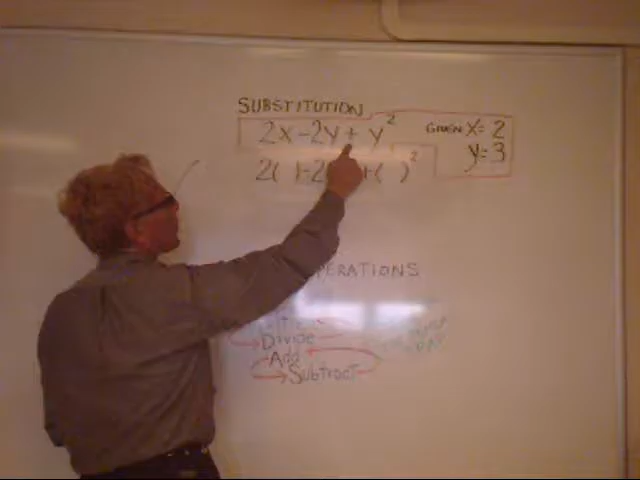 SUBSTITUTION
2x -2y + y² GIVEN x= 2
y= 3
2( ) -2 +( )²
OPERATIONS
Divide
Add
Subtract